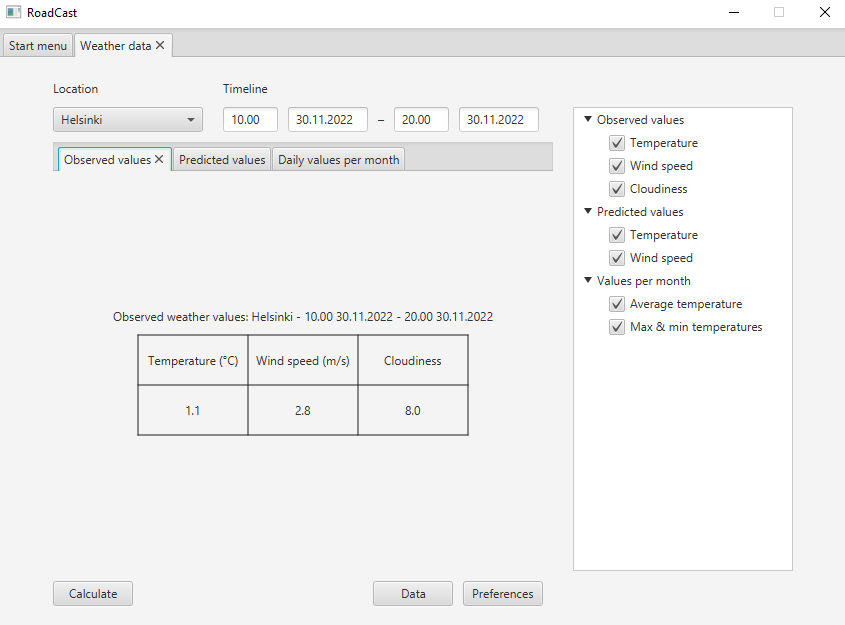 RoadCast
Start menu Weather data
Location Timeline
Helsinki 10.00 30.11.2022 – 20.00 30.11.2022
Observed values Predicted values Daily values per month
Observed weather values: Helsinki - 10.00 30.11.2022 - 20.00 30.11.2022
Temperature (°C) Wind speed (m/s) Cloudiness
1.1 2.8 8.0
Observed values
Temperature
Wind speed
Cloudiness
Predicted values
Temperature
Wind speed
Values per month
Average temperature
Max & min temperatures
Calculate Data Preferences